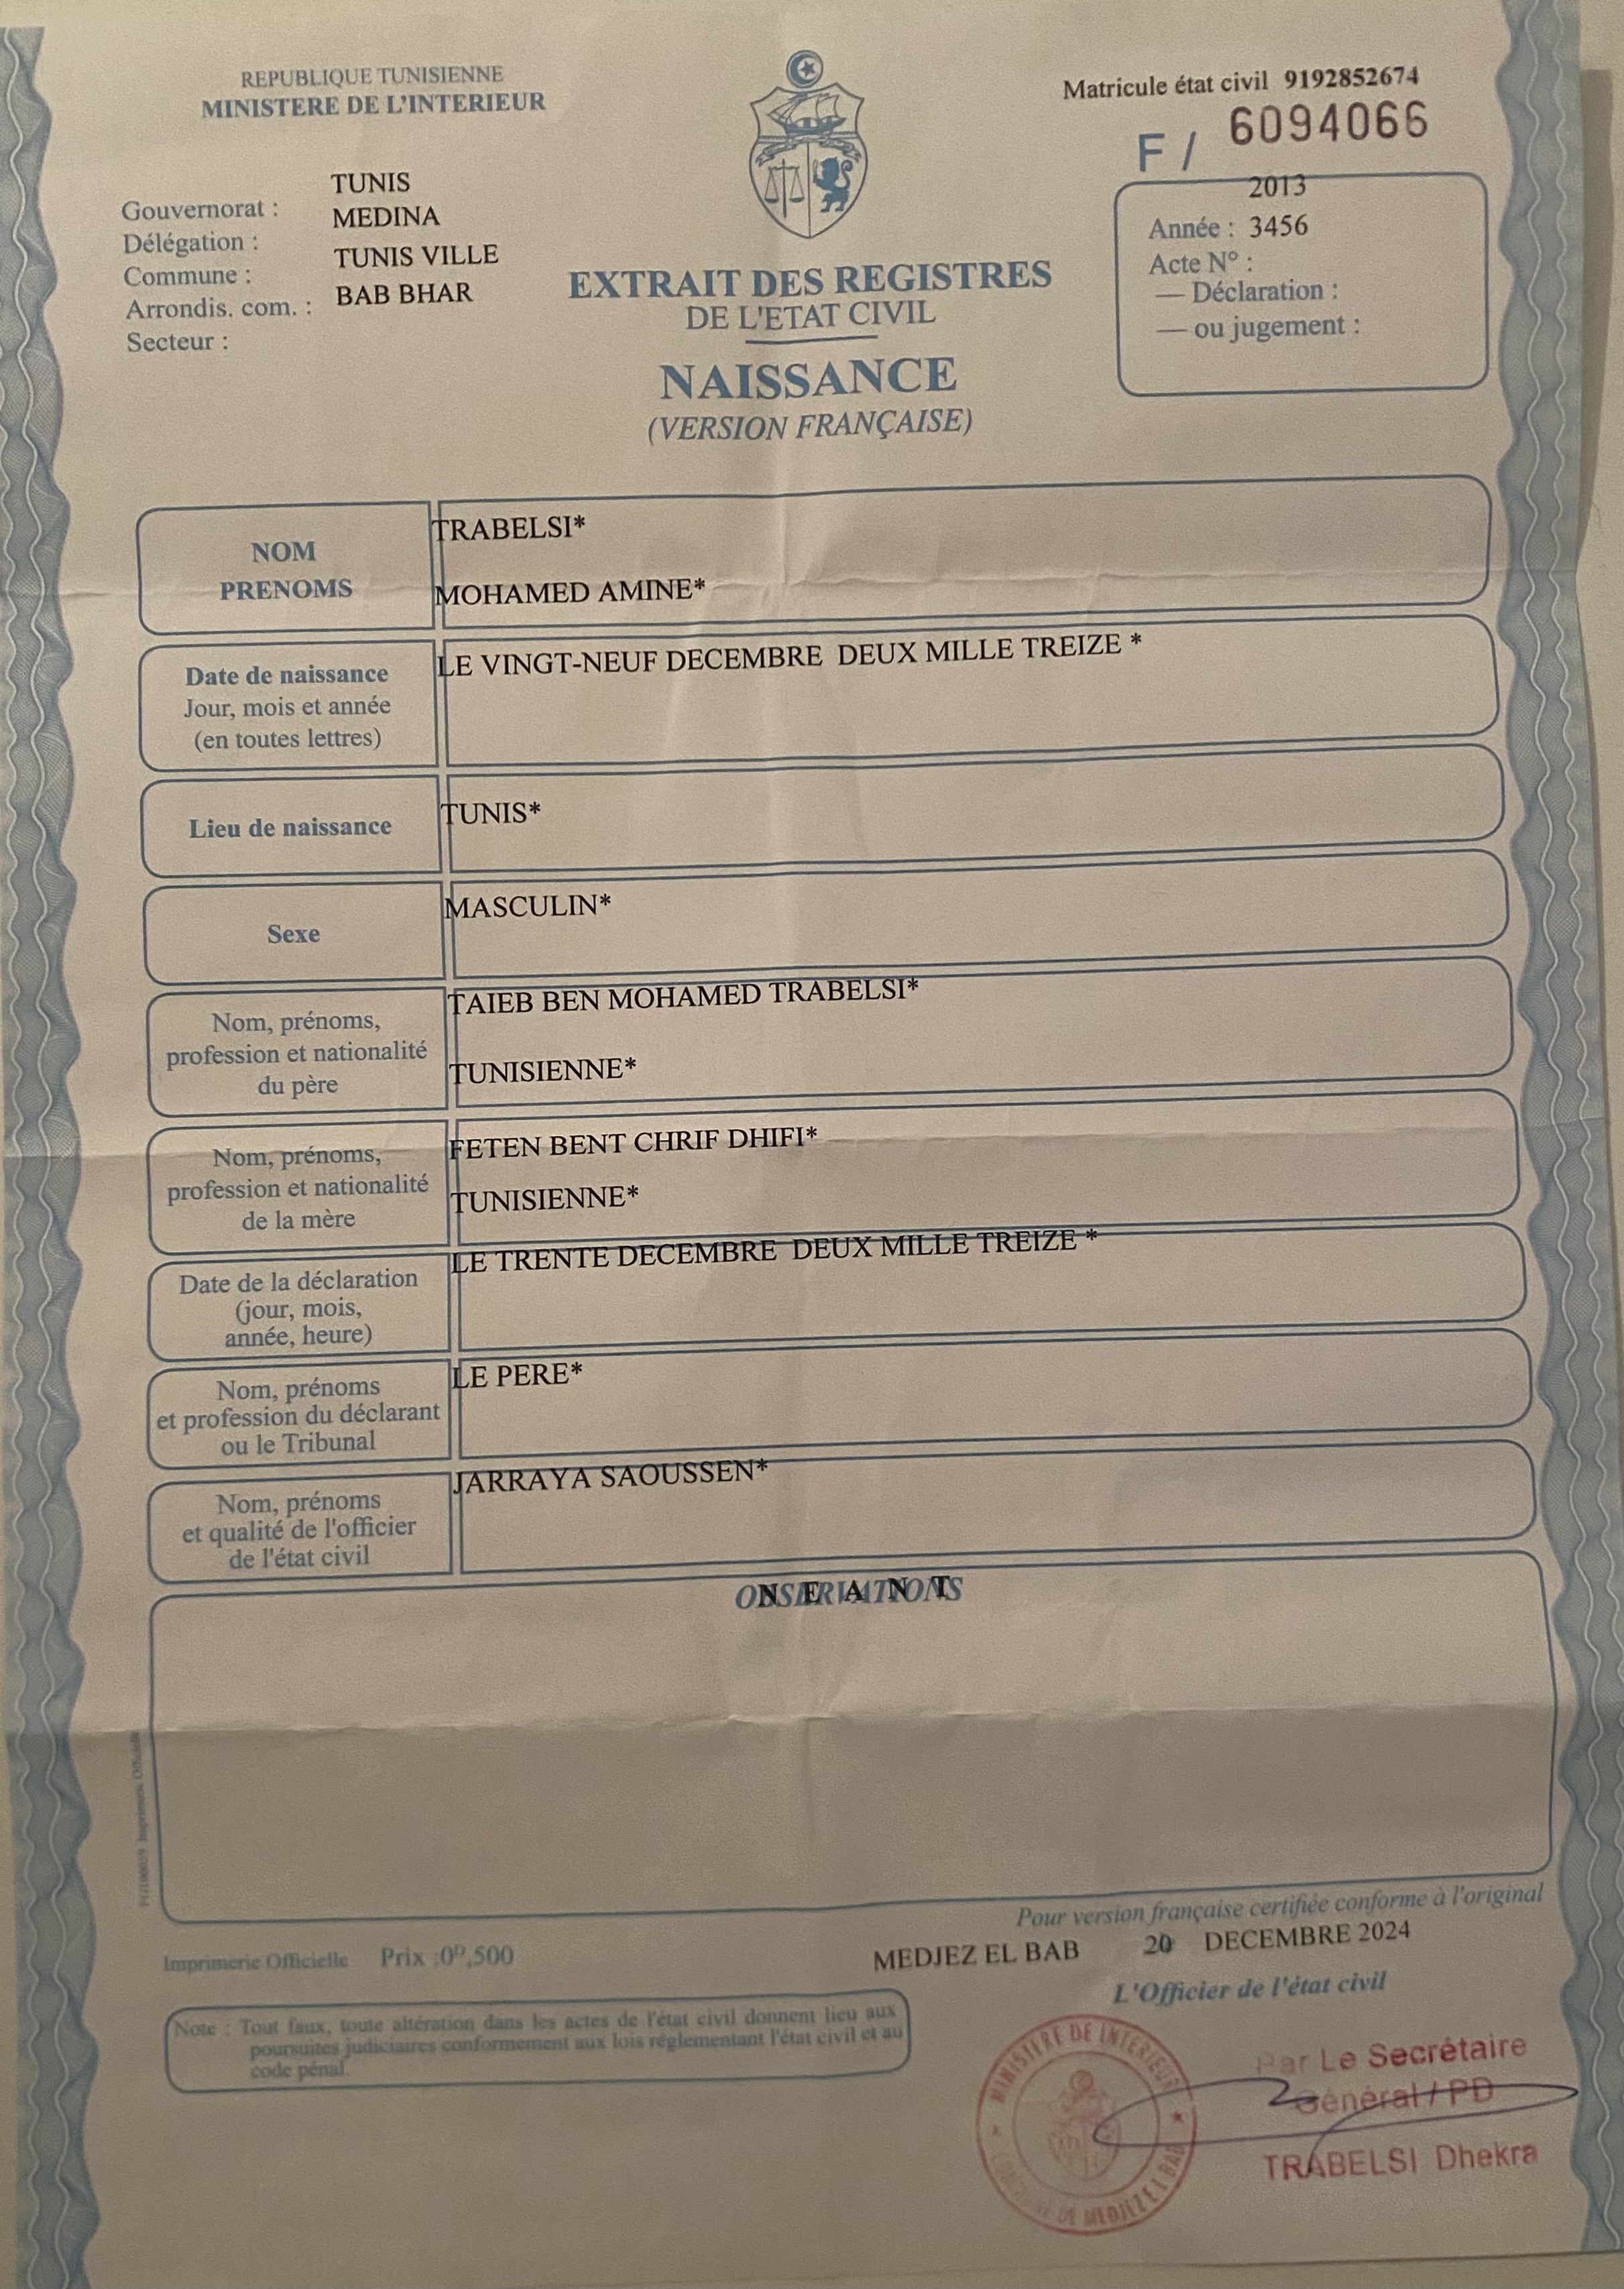 REPUBLIQUE TUNISIENNE
MINISTERE DE L'INTERIEUR
Matricule état civil 9192852674
F / 6094066
Gouvernorat : TUNIS
Délégation : MEDINA
Commune : TUNIS VILLE
Arrondis. com. : BAB BHAR
Secteur :
2013
Année : 3456
Acte N° :
— Déclaration :
— ou jugement :
EXTRAIT DES REGISTRES
DE L'ETAT CIVIL
NAISSANCE
(VERSION FRANÇAISE)
NOM
PRENOMS
TRABELSI*
MOHAMED AMINE*
Date de naissance
Jour, mois et année
(en toutes lettres)
LE VINGT-NEUF DECEMBRE DEUX MILLE TREIZE *
Lieu de naissance
TUNIS*
Sexe
MASCULIN*
Nom, prénoms,
profession et nationalité
du père
TAIEB BEN MOHAMED TRABELSI*
TUNISIENNE*
Nom, prénoms,
profession et nationalité
de la mère
FETEN BENT CHRIF DHIFI*
TUNISIENNE*
Date de la déclaration
(jour, mois,
année, heure)
LE TRENTE DECEMBRE DEUX MILLE TREIZE *
Nom, prénoms
et profession du déclarant
ou le Tribunal
LE PERE*
Nom, prénoms
et qualité de l'officier
de l'état civil
JARRAYA SAOUSSEN*
OBSERVATIONS
N E A N T
Pour version française certifiée conforme à l'original
MEDJEZ EL BAB 20 DECEMBRE 2024
L'Officier de l'état civil
Imprimerie Officielle Prix :0ᴰ,500
Note : Tout faux, toute altération dans les actes de l'état civil donnent lieu aux
poursuites judiciaires conformement aux lois réglementant l'état civil et au
code pénal.
MINISTERE DE INTERIEUR
COMMUNE DE MEDJEZ EL BAB
Par Le Secrétaire
Général / PD
TRABELSI Dhekra